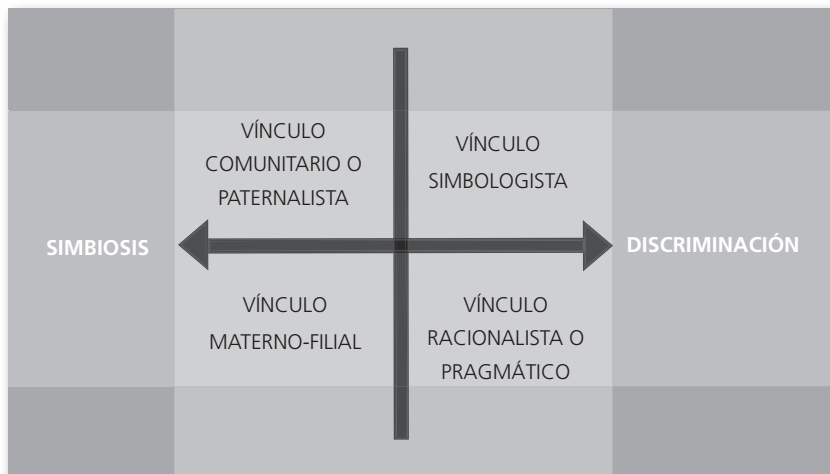 VÍNCULO
COMUNITARIO O
PATERNALISTA
VÍNCULO
SIMBOLOGISTA
SIMBIOSIS
DISCRIMINACIÓN
VÍNCULO
MATERNO-FILIAL
VÍNCULO
RACIONALISTA O
PRAGMÁTICO